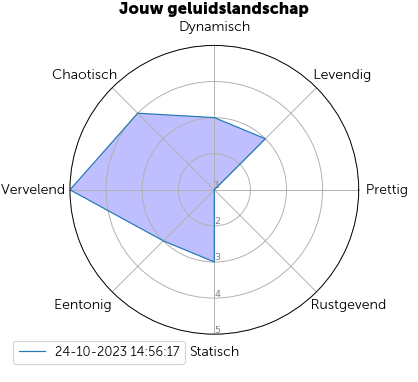 Jouw geluidslandschap
Dynamisch
Chaotisch
Levendig
Vervelend
1
Prettig
2
3
Eentonig
4
Rustgevend
5
24-10-2023 14:56:17
Statisch